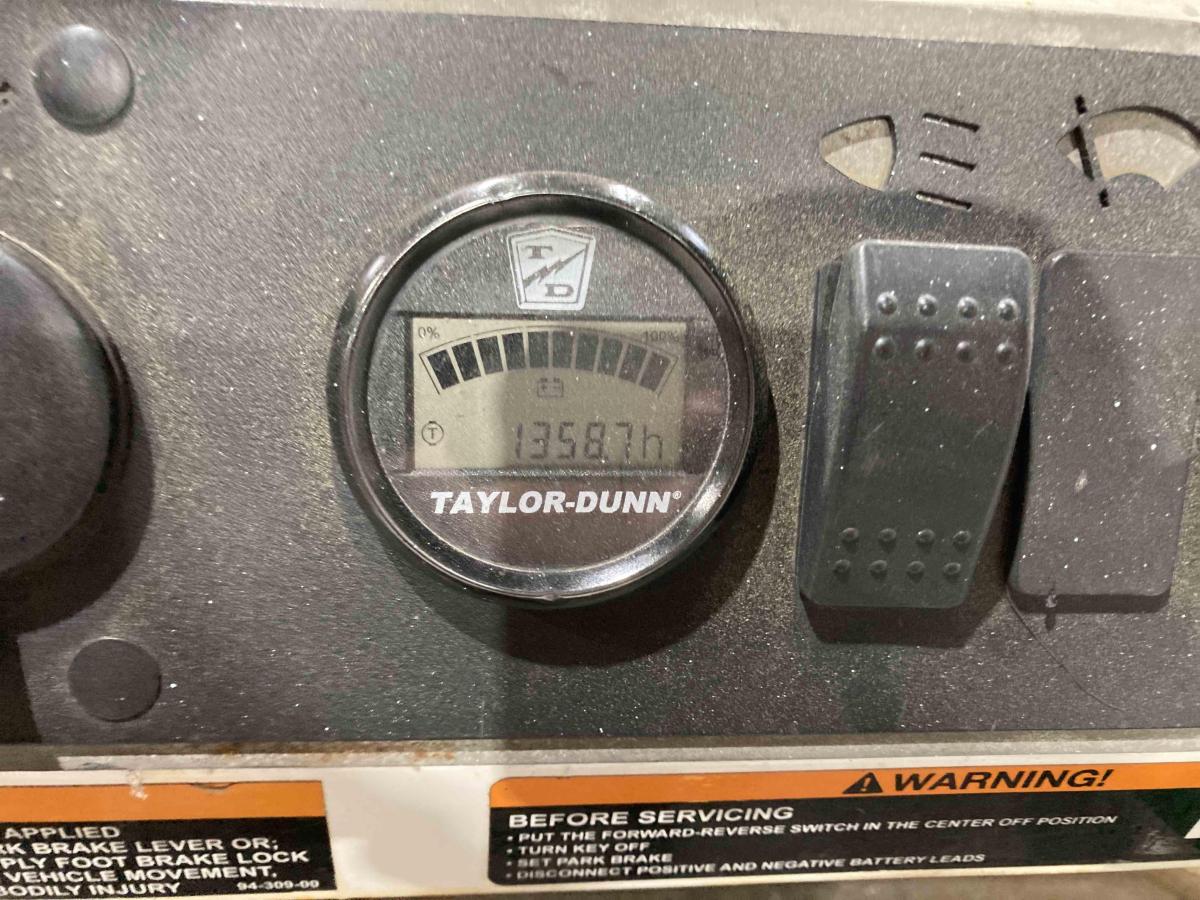 T
D
0% 100%
T 1358.7h
TAYLOR-DUNN®
APPLIED
RK BRAKE LEVER OR;
PLY FOOT BRAKE LOCK
VEHICLE MOVEMENT,
BODILY INJURY 94-309-00
⚠WARNING!
BEFORE SERVICING
• PUT THE FORWARD-REVERSE SWITCH IN THE CENTER OFF POSITION
• TURN KEY OFF
• SET PARK BRAKE
• DISCONNECT POSITIVE AND NEGATIVE BATTERY LEADS